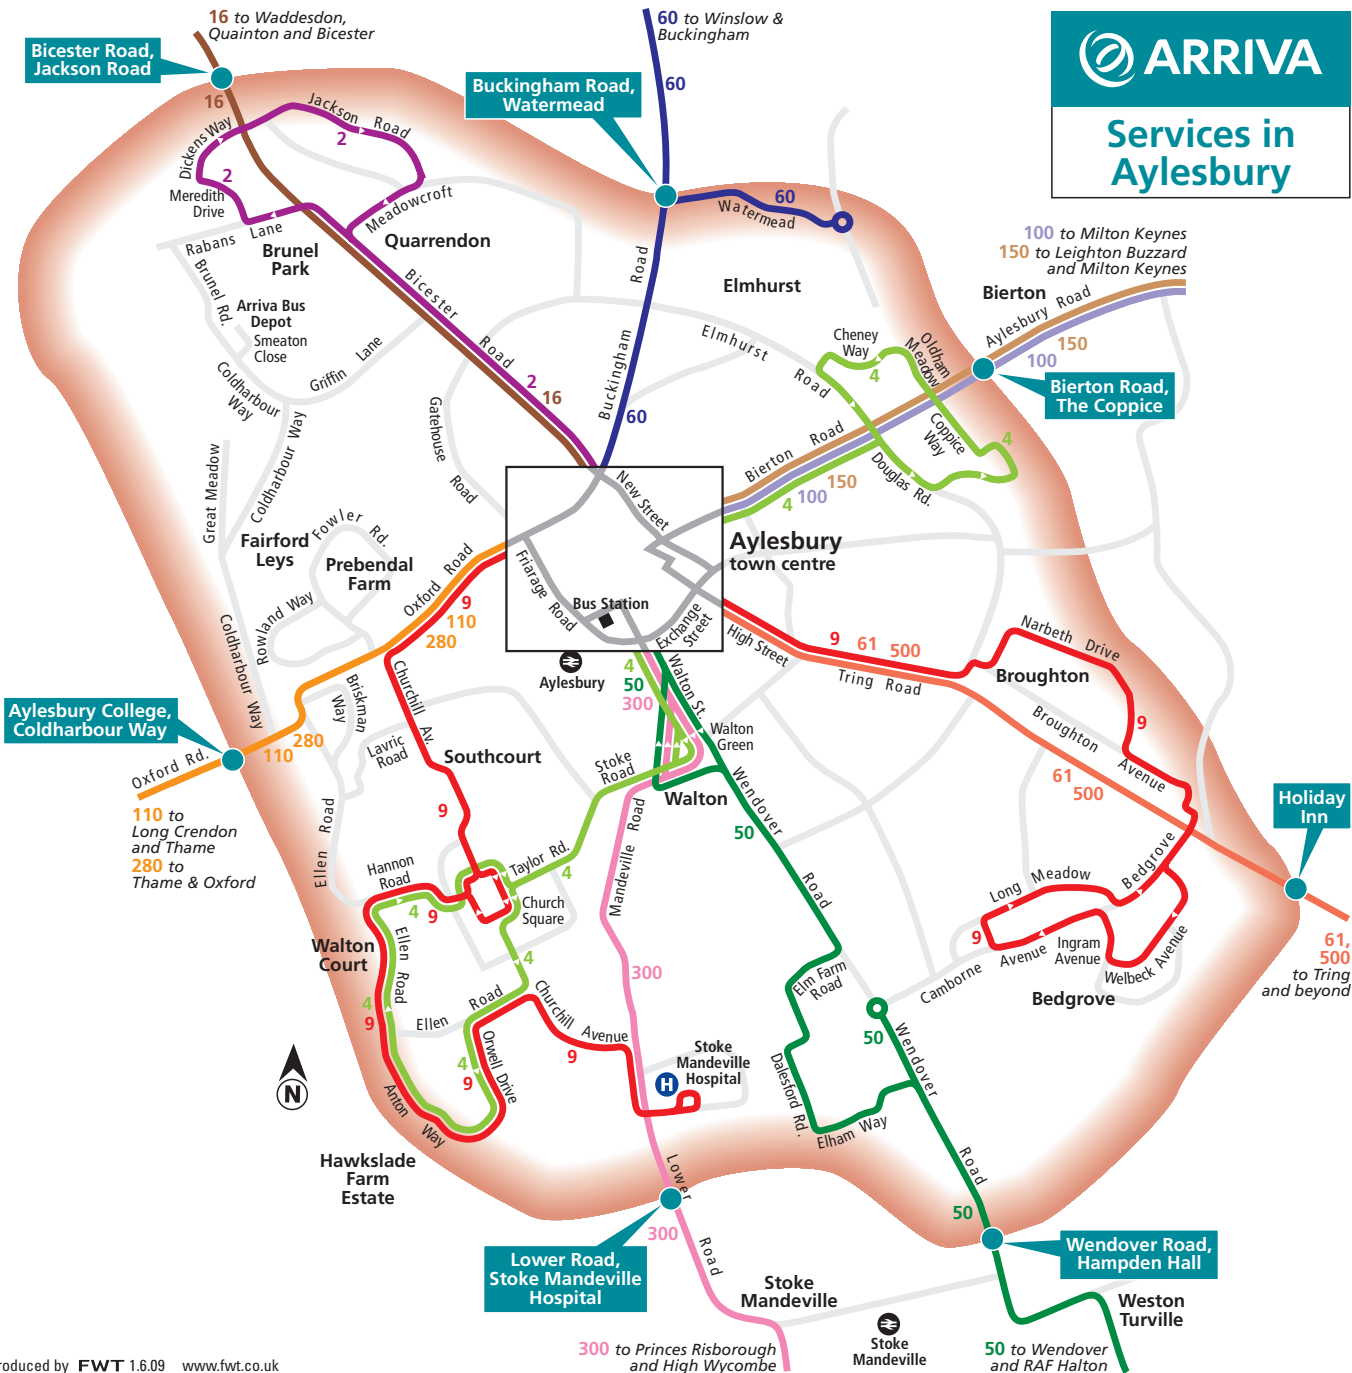 16 to Waddesdon,
Quainton and Bicester
60 to Winslow &
Buckingham
ARRIVA
Services in
Aylesbury
Bicester Road,
Jackson Road
Buckingham Road,
Watermead
60
16
Jackson Road
2
Dickens Way
2
Meredith
Drive
Meadowcroft
Rabans Lane
Brunel
Park
Quarrendon
60
Watermead
100 to Milton Keynes
150 to Leighton Buzzard
and Milton Keynes
Bierton
Elmhurst
Aylesbury Road
150
100
Brunel Rd.
Arriva Bus
Depot
Smeaton
Close
Bicester Road
Buckingham Road
Elmhurst Road
Cheney
Way
4
Oldham
Meadow
Griffin Lane
Coldharbour
Way
2
16
60
Bierton Road,
The Coppice
Gatehouse Road
Great Meadow
Coldharbour Way
Coppice
Way
4
Bierton Road
150
100
4
Douglas Rd.
New Street
Fairford
Leys
Fowler Rd.
Prebendal
Farm
Oxford Road
Aylesbury
town centre
Friarage Road
Bus Station
Exchange
Street
9
110
280
Rowland Way
Coldharbour Way
High Street
9 61 500
Tring Road
Narbeth Drive
Broughton
9
Aylesbury
4
50
300
Walton St.
Walton
Green
Churchill Av.
Briskman
Way
Lavric
Road
Aylesbury College,
Coldharbour Way
280
110
Oxford Rd.
110 to
Long Crendon
and Thame
280 to
Thame & Oxford
Southcourt
Stoke
Road
Walton
Wendover Road
50
Broughton Avenue
61
500
Holiday
Inn
9
Ellen Road
Hannon
Road
Taylor Rd.
4
Mandeville Road
Church
Square
4
9
Long Meadow
Bedgrove
Walton
Court
Ellen Road
4
9
4
9
Ingram
Avenue
Camborne Avenue
Welbeck Avenue
Bedgrove
61,
500
to Tring
and beyond
300
Elm Farm
Road
Ellen Road
Churchill Avenue
9
50
Wendover Road
Orwell Drive
4
9
Stoke
Mandeville
Hospital
H
Dalesford Rd.
Elham Way
N
Anton Way
Hawkslade
Farm
Estate
Lower Road
300
50
Lower Road,
Stoke Mandeville
Hospital
Wendover Road,
Hampden Hall
Stoke
Mandeville
Weston
Turville
Stoke
Mandeville
300 to Princes Risborough
and High Wycombe
50 to Wendover
and RAF Halton
roduced by FWT 1.6.09 www.fwt.co.uk